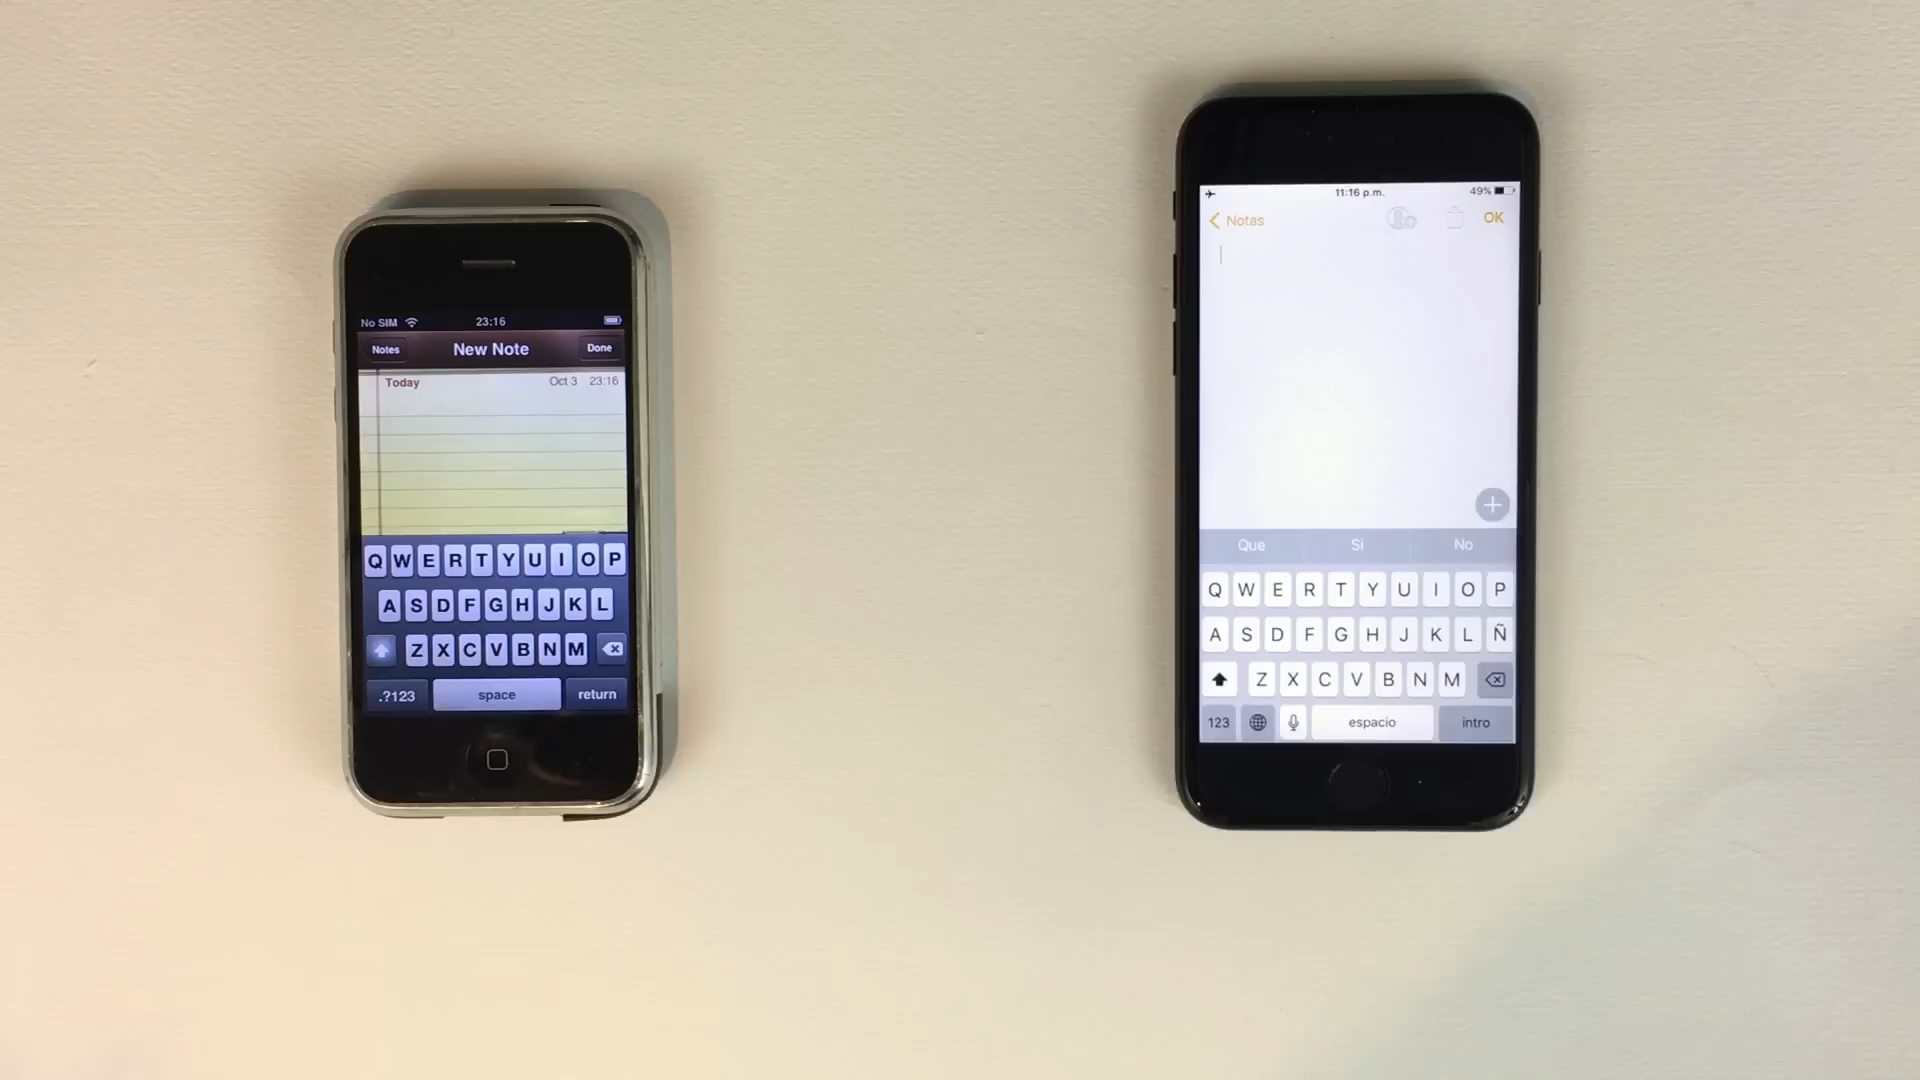 No SIM 23:16
Notes New Note Done
Today Oct 3 23:16
Q W E R T Y U I O P
A S D F G H J K L
Z X C V B N M
.?123 space return
11:16 p.m. 49%
Notas OK
Que Si No
Q W E R T Y U I O P
A S D F G H J K L Ñ
Z X C V B N M
123 espacio intro